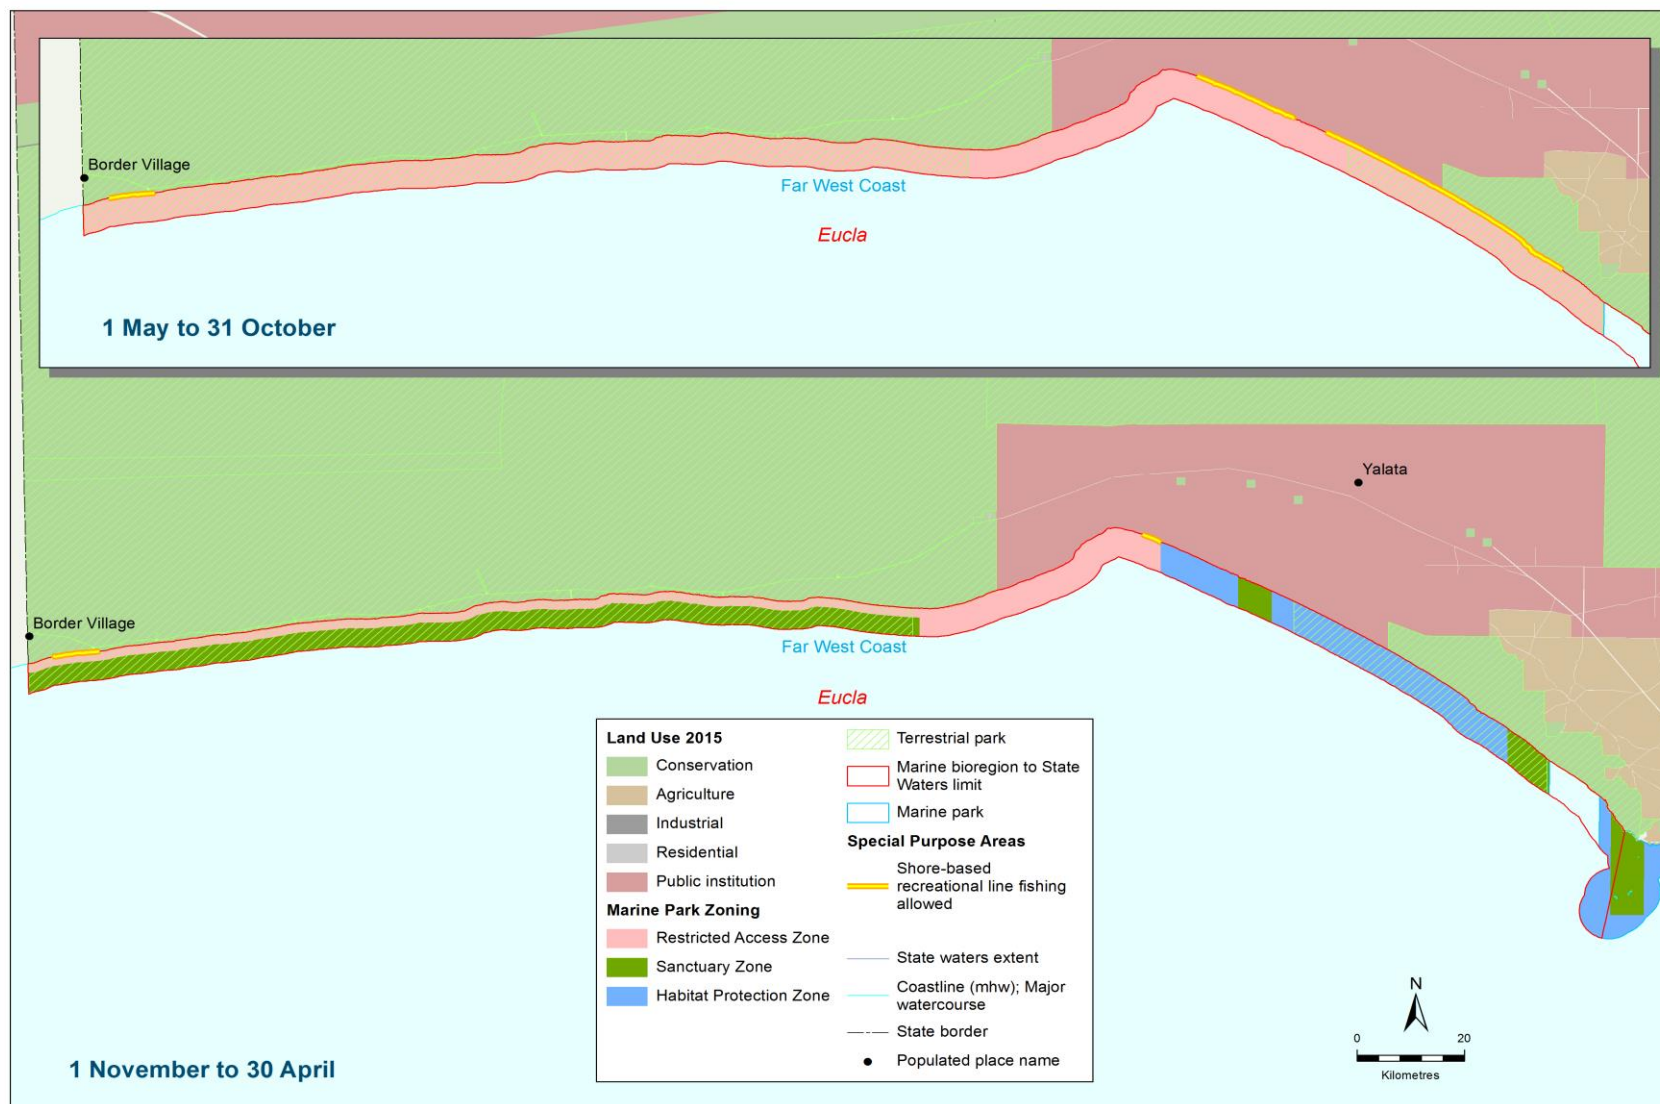 Border Village
Far West Coast
Eucla
1 May to 31 October
Yalata
Border Village
Far West Coast
Eucla
Land Use 2015
Conservation
Agriculture
Industrial
Residential
Public institution
Marine Park Zoning
Restricted Access Zone
Sanctuary Zone
Habitat Protection Zone
Terrestrial park
Marine bioregion to State
Waters limit
Marine park
Special Purpose Areas
Shore-based
recreational line fishing
allowed
State waters extent
Coastline (mhw); Major
watercourse
State border
Populated place name
N
0 20
Kilometres
1 November to 30 April